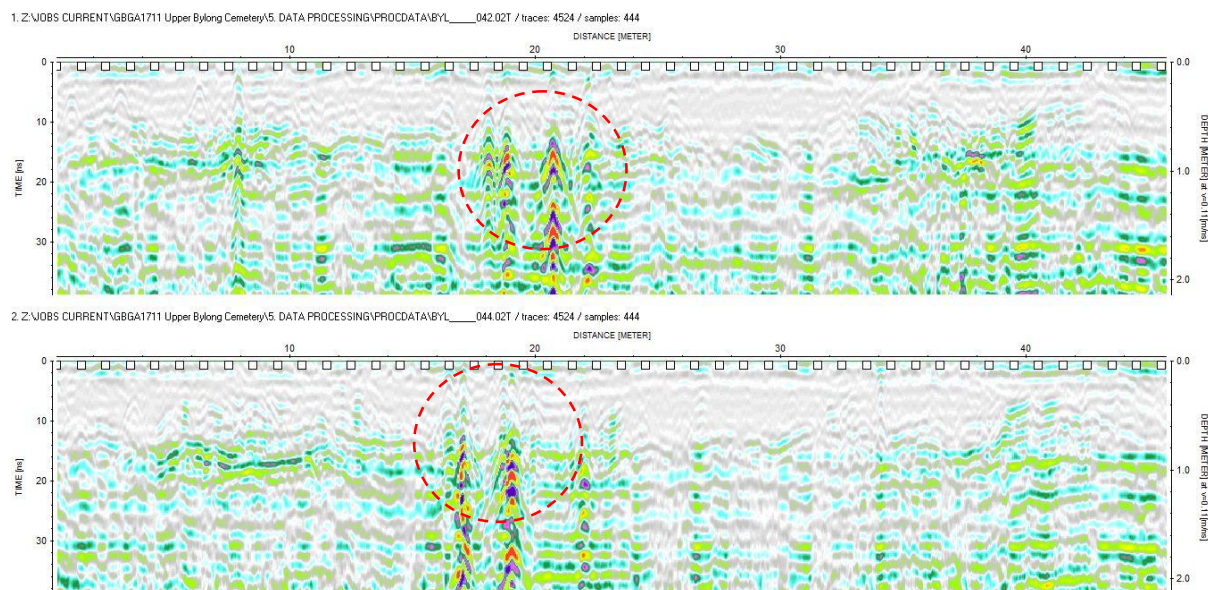 1. Z:\JOBS CURRENT\GBGA1711 Upper Bylong Cemetery\5. DATA PROCESSING\PROCDATA\BYL____042.02T / traces: 4524 / samples: 444
DISTANCE [METER]
10 20 30 40
0 0.0
10
20 1.0
30
2.0
TIME [ns]
DEPTH [METER] at v=0.11[m/ns]
2. Z:\JOBS CURRENT\GBGA1711 Upper Bylong Cemetery\5. DATA PROCESSING\PROCDATA\BYL____044.02T / traces: 4524 / samples: 444
DISTANCE [METER]
10 20 30 40
0 0.0
10
20 1.0
30
2.0
TIME [ns]
DEPTH [METER] at v=0.11[m/ns]